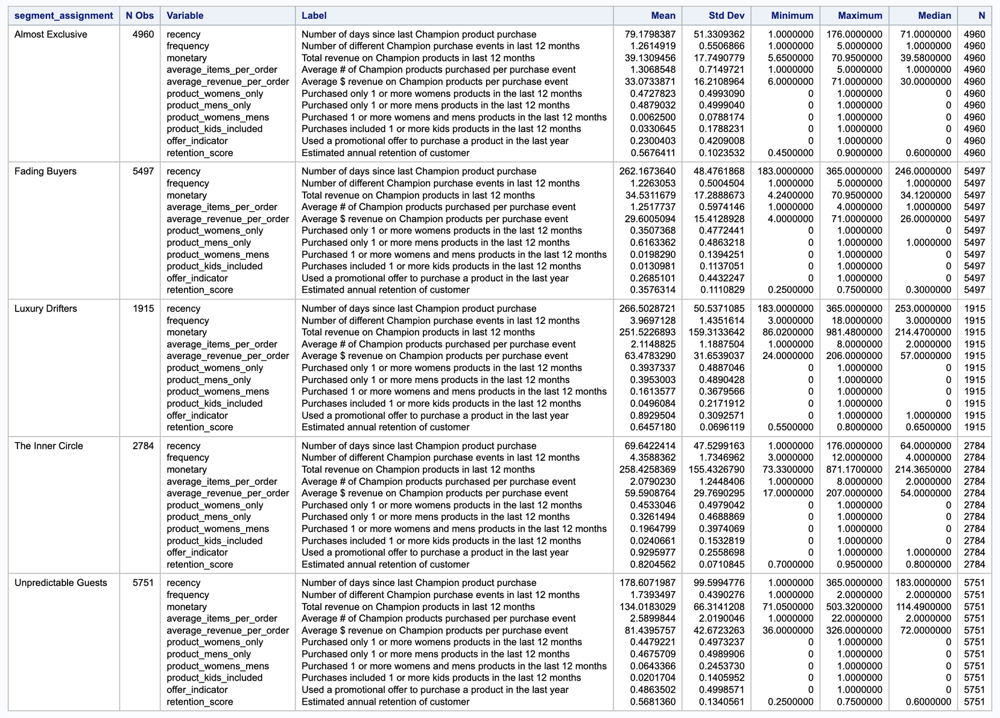 segment_assignment N Obs Variable Label Mean Std Dev Minimum Maximum Median N
Almost Exclusive 4960 recency Number of days since last Champion product purchase 79.1798387 51.3309362 1.0000000 176.0000000 71.0000000 4960
frequency Number of different Champion purchase events in last 12 months 1.2614919 0.5506866 1.0000000 5.0000000 1.0000000 4960
monetary Total revenue on Champion products in last 12 months 39.1309456 17.7490779 5.6500000 70.9500000 39.5800000 4960
average_items_per_order Average # of Champion products purchased per purchase event 1.3068548 0.7149721 1.0000000 5.0000000 1.0000000 4960
average_revenue_per_order Average $ revenue on Champion products per purchase event 33.0733871 16.2108964 6.0000000 71.0000000 30.0000000 4960
product_womens_only Purchased only 1 or more womens products in the last 12 months 0.4727823 0.4993090 0 1.0000000 0 4960
product_mens_only Purchased only 1 or more mens products in the last 12 months 0.4879032 0.4999040 0 1.0000000 0 4960
product_womens_mens Purchased 1 or more womens and mens products in the last 12 months 0.0062500 0.0788174 0 1.0000000 0 4960
product_kids_included Purchases included 1 or more kids products in the last 12 months 0.0330645 0.1788231 0 1.0000000 0 4960
offer_indicator Used a promotional offer to purchase a product in the last year 0.2300403 0.4209008 0 1.0000000 0 4960
retention_score Estimated annual retention of customer 0.5676411 0.1023532 0.4500000 0.9000000 0.6000000 4960
Fading Buyers 5497 recency Number of days since last Champion product purchase 262.1673640 48.4761868 183.0000000 365.0000000 246.0000000 5497
frequency Number of different Champion purchase events in last 12 months 1.2263053 0.5004504 1.0000000 5.0000000 1.0000000 5497
monetary Total revenue on Champion products in last 12 months 34.5311679 17.2888673 4.2400000 70.9500000 34.1200000 5497
average_items_per_order Average # of Champion products purchased per purchase event 1.2517737 0.5974146 1.0000000 4.0000000 1.0000000 5497
average_revenue_per_order Average $ revenue on Champion products per purchase event 29.6005094 15.4128928 4.0000000 71.0000000 26.0000000 5497
product_womens_only Purchased only 1 or more womens products in the last 12 months 0.3507368 0.4772441 0 1.0000000 0 5497
product_mens_only Purchased only 1 or more mens products in the last 12 months 0.6163362 0.4863218 0 1.0000000 1.0000000 5497
product_womens_mens Purchased 1 or more womens and mens products in the last 12 months 0.0198290 0.1394251 0 1.0000000 0 5497
product_kids_included Purchases included 1 or more kids products in the last 12 months 0.0130981 0.1137051 0 1.0000000 0 5497
offer_indicator Used a promotional offer to purchase a product in the last year 0.2685101 0.4432247 0 1.0000000 0 5497
retention_score Estimated annual retention of customer 0.3576314 0.1110829 0.2500000 0.7500000 0.3000000 5497
Luxury Drifters 1915 recency Number of days since last Champion product purchase 266.5028721 50.5371085 183.0000000 365.0000000 253.0000000 1915
frequency Number of different Champion purchase events in last 12 months 3.9697128 1.4351614 3.0000000 18.0000000 3.0000000 1915
monetary Total revenue on Champion products in last 12 months 251.5226893 159.3133642 86.0200000 981.4800000 214.4700000 1915
average_items_per_order Average # of Champion products purchased per purchase event 2.1148825 1.1887504 1.0000000 8.0000000 2.0000000 1915
average_revenue_per_order Average $ revenue on Champion products per purchase event 63.4783290 31.6539037 24.0000000 206.0000000 57.0000000 1915
product_womens_only Purchased only 1 or more womens products in the last 12 months 0.3937337 0.4887046 0 1.0000000 0 1915
product_mens_only Purchased only 1 or more mens products in the last 12 months 0.3953003 0.4890428 0 1.0000000 0 1915
product_womens_mens Purchased 1 or more womens and mens products in the last 12 months 0.1613577 0.3679566 0 1.0000000 0 1915
product_kids_included Purchases included 1 or more kids products in the last 12 months 0.0496084 0.2171912 0 1.0000000 0 1915
offer_indicator Used a promotional offer to purchase a product in the last year 0.8929504 0.3092571 0 1.0000000 1.0000000 1915
retention_score Estimated annual retention of customer 0.6457180 0.0696119 0.5500000 0.8000000 0.6500000 1915
The Inner Circle 2784 recency Number of days since last Champion product purchase 69.6422414 47.5299163 1.0000000 176.0000000 64.0000000 2784
frequency Number of different Champion purchase events in last 12 months 4.3588362 1.7346962 3.0000000 12.0000000 4.0000000 2784
monetary Total revenue on Champion products in last 12 months 258.4258369 155.4326790 73.3300000 871.1700000 214.3650000 2784
average_items_per_order Average # of Champion products purchased per purchase event 2.0790230 1.2448406 1.0000000 8.0000000 2.0000000 2784
average_revenue_per_order Average $ revenue on Champion products per purchase event 59.5908764 29.7690295 17.0000000 207.0000000 54.0000000 2784
product_womens_only Purchased only 1 or more womens products in the last 12 months 0.4533046 0.4979042 0 1.0000000 0 2784
product_mens_only Purchased only 1 or more mens products in the last 12 months 0.3261494 0.4688869 0 1.0000000 0 2784
product_womens_mens Purchased 1 or more womens and mens products in the last 12 months 0.1964799 0.3974069 0 1.0000000 0 2784
product_kids_included Purchases included 1 or more kids products in the last 12 months 0.0240661 0.1532819 0 1.0000000 0 2784
offer_indicator Used a promotional offer to purchase a product in the last year 0.9295977 0.2558698 0 1.0000000 1.0000000 2784
retention_score Estimated annual retention of customer 0.8204562 0.0710845 0.7000000 0.9500000 0.8000000 2784
Unpredictable Guests 5751 recency Number of days since last Champion product purchase 178.6071987 99.5994776 1.0000000 365.0000000 183.0000000 5751
frequency Number of different Champion purchase events in last 12 months 1.7393497 0.4390276 1.0000000 2.0000000 2.0000000 5751
monetary Total revenue on Champion products in last 12 months 134.0183029 66.3141208 71.0500000 503.3200000 114.4900000 5751
average_items_per_order Average # of Champion products purchased per purchase event 2.5899844 2.0190046 1.0000000 22.0000000 2.0000000 5751
average_revenue_per_order Average $ revenue on Champion products per purchase event 81.4395757 42.6723263 36.0000000 326.0000000 72.0000000 5751
product_womens_only Purchased only 1 or more womens products in the last 12 months 0.4479221 0.4973237 0 1.0000000 0 5751
product_mens_only Purchased only 1 or more mens products in the last 12 months 0.4675709 0.4989906 0 1.0000000 0 5751
product_womens_mens Purchased 1 or more womens and mens products in the last 12 months 0.0643366 0.2453730 0 1.0000000 0 5751
product_kids_included Purchases included 1 or more kids products in the last 12 months 0.0201704 0.1405952 0 1.0000000 0 5751
offer_indicator Used a promotional offer to purchase a product in the last year 0.4863502 0.4998571 0 1.0000000 0 5751
retention_score Estimated annual retention of customer 0.5681360 0.1340561 0.2500000 0.7500000 0.6000000 5751